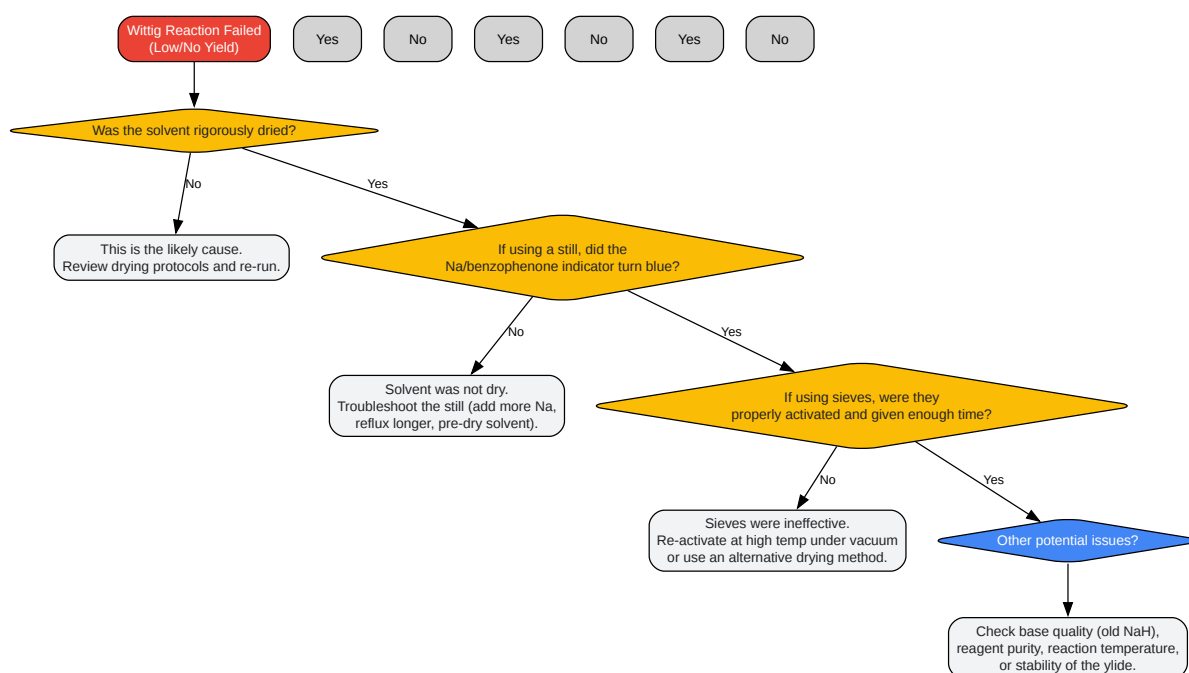 Wittig Reaction Failed
(Low/No Yield)
Yes
No
Yes
No
Yes
No
Was the solvent rigorously dried?
No
Yes
This is the likely cause.
Review drying protocols and re-run.
If using a still, did the
Na/benzophenone indicator turn blue?
No
Yes
Solvent was not dry.
Troubleshoot the still (add more Na,
reflux longer, pre-dry solvent).
If using sieves, were they
properly activated and given enough time?
No
Yes
Sieves were ineffective.
Re-activate at high temp under vacuum
or use an alternative drying method.
Other potential issues?
Check base quality (old NaH),
reagent purity, reaction temperature,
or stability of the ylide.